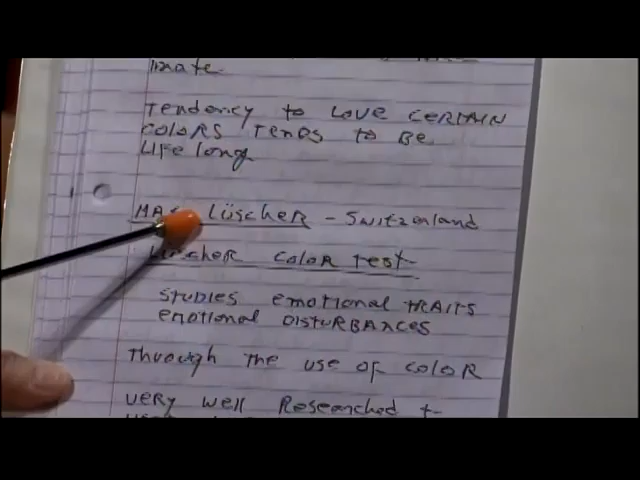 mate.
Tendency to Love CERTAIN
colors Tends to Be
Life long
Lüscher - Switzerland
Lüscher color test
studies emotional TRAITS
emotional DISTURBANCES
Through the use of color
very well Researched +